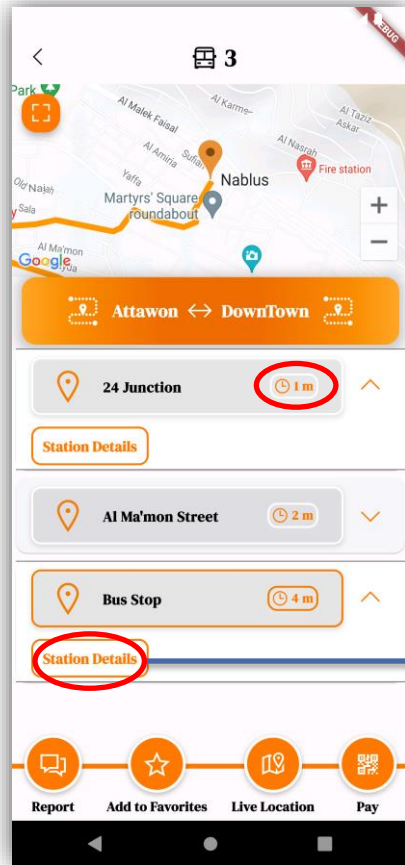 DEBUG
3
Park
Al Malek Faisal
Al Karme
Al Taziz
Askar
Al Amiria
Sufian
Al Nasrah
Fire station
Yaffa
Nablus
Old Najah
Martyrs' Square
roundabout
Sala
+
Al Ma'mon
−
Google
Attawon ↔ DownTown
24 Junction
1 m
Station Details
Al Ma'mon Street
2 m
Bus Stop
4 m
Station Details
Report
Add to Favorites
Live Location
Pay